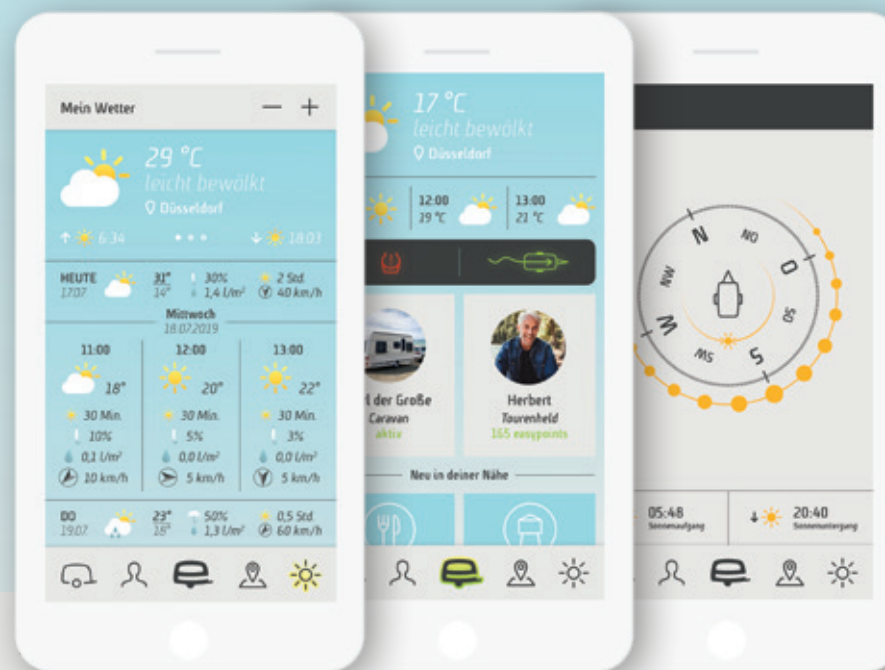 Mein Wetter
29 °C
leicht bewölkt
Düsseldorf
6:34
18:03
HEUTE
17.07.
31°
14°
30%
1,4 l/m²
2 Std.
40 km/h
Mittwoch
18.07.2019
11:00
12:00
13:00
18°
20°
22°
30 Min.
30 Min.
30 Min.
10%
5%
3%
0,1 l/m²
0,0 l/m²
0,0 l/m²
10 km/h
5 km/h
5 km/h
DO
19.07.
23°
18°
50%
1,3 l/m²
0,5 Std.
60 km/h
17 °C
leicht bewölkt
Düsseldorf
12:00
19 °C
13:00
21 °C
der Große
Caravan
aktiv
Herbert
Tourenheld
165 easypoints
Neu in deiner Nähe
N
NO
O
SO
S
SW
W
NW
05:48
Sonnenaufgang
20:40
Sonnenuntergang